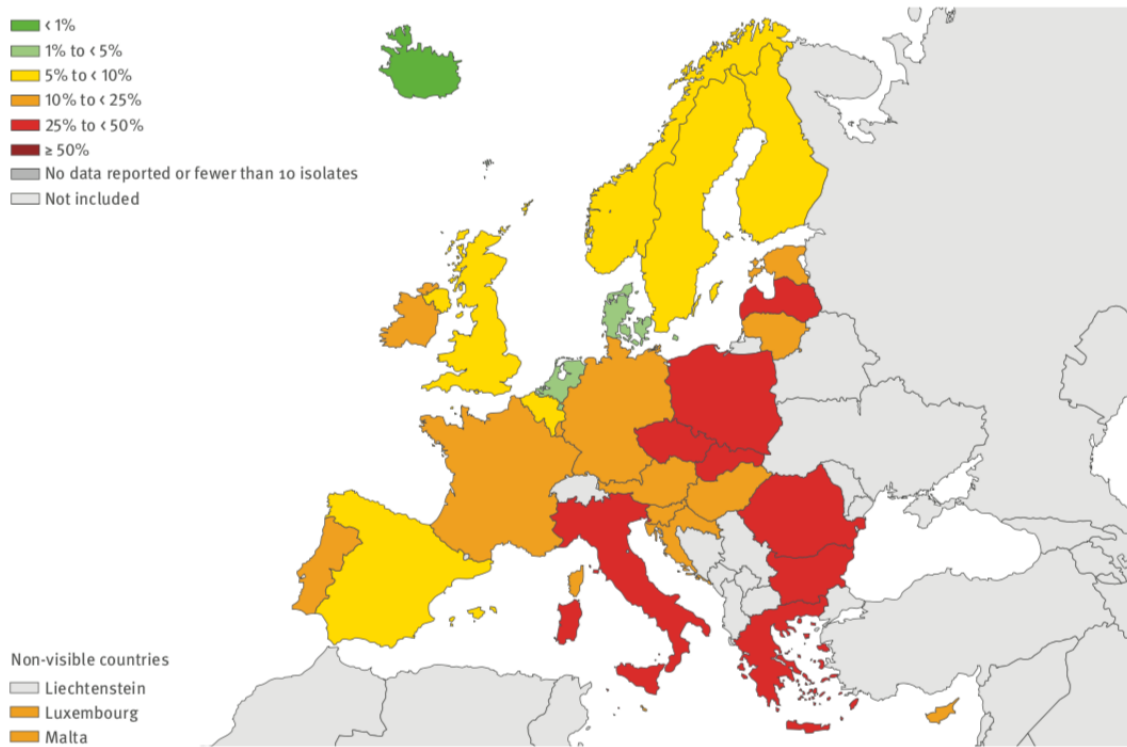 < 1%
1% to < 5%
5% to < 10%
10% to < 25%
25% to < 50%
≥ 50%
No data reported or fewer than 10 isolates
Not included
Non-visible countries
Liechtenstein
Luxembourg
Malta